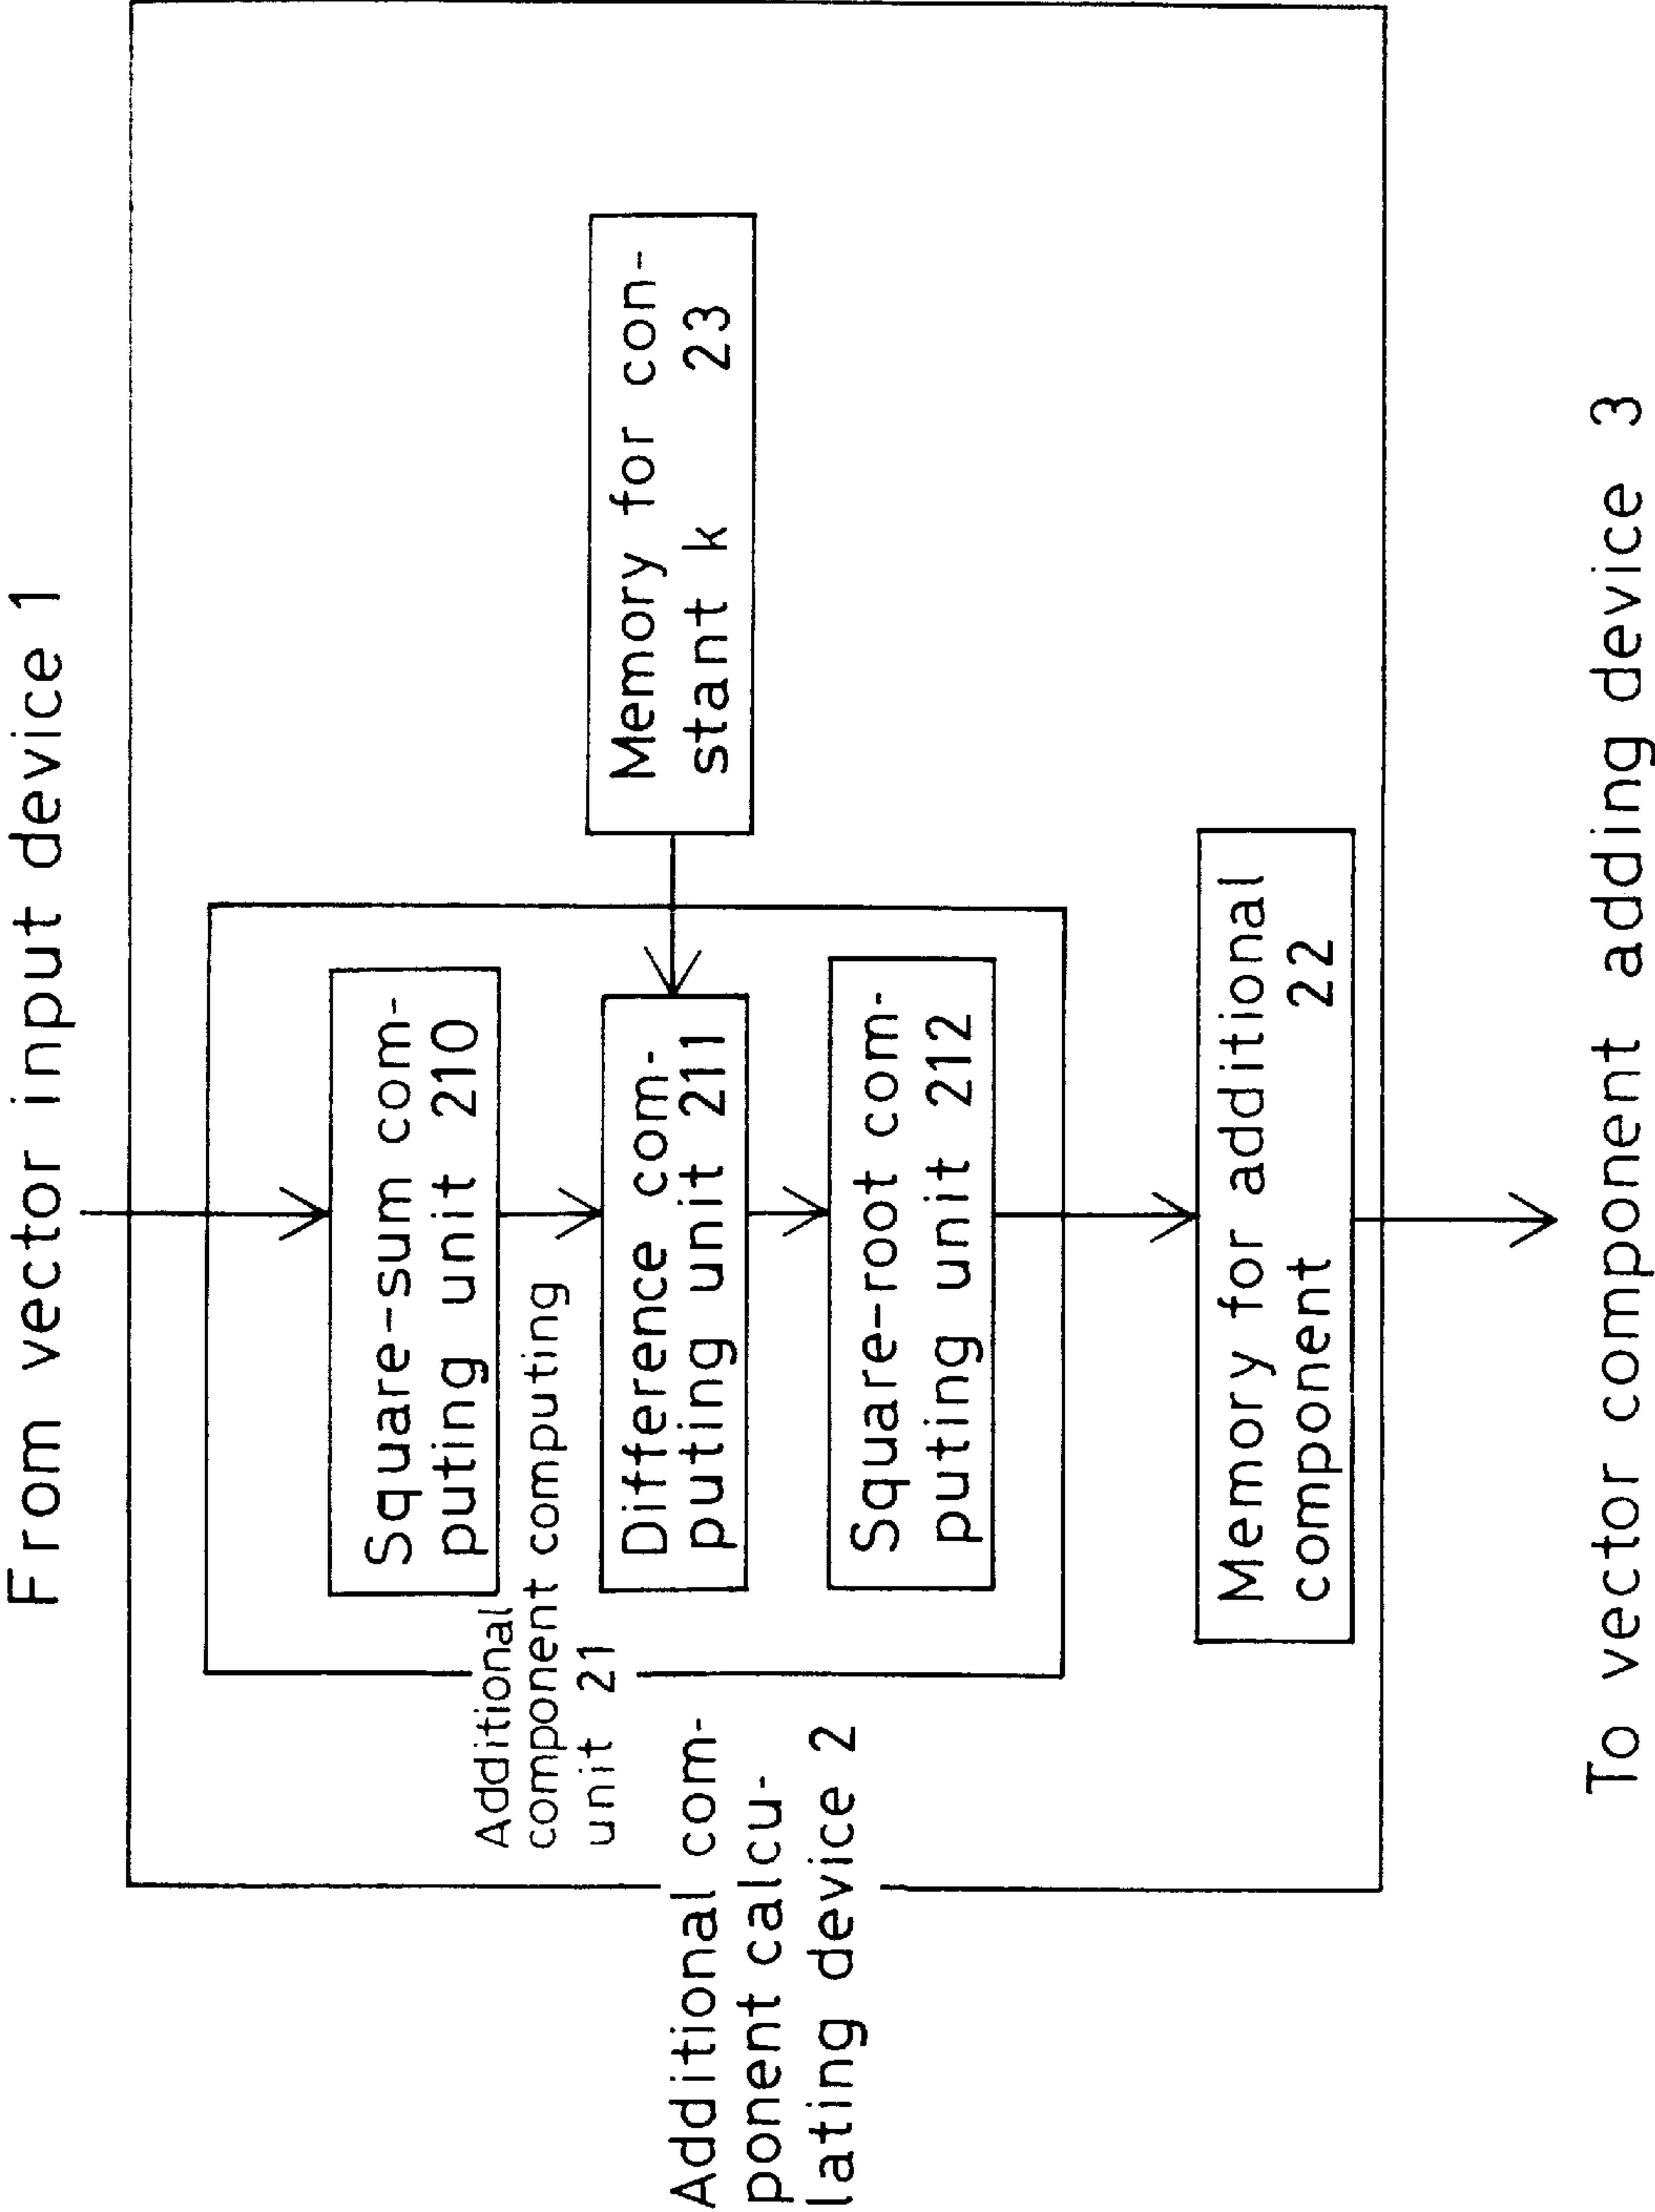 From vector input device 1
Additional com-
ponent calcu-
lating device 2
Additional
component computing
unit 21
Square-sum com-
puting unit 210
Difference com-
puting unit 211
Square-root com-
puting unit 212
Memory for con-
stant k 23
Memory for additional
component 22
To vector component adding device 3